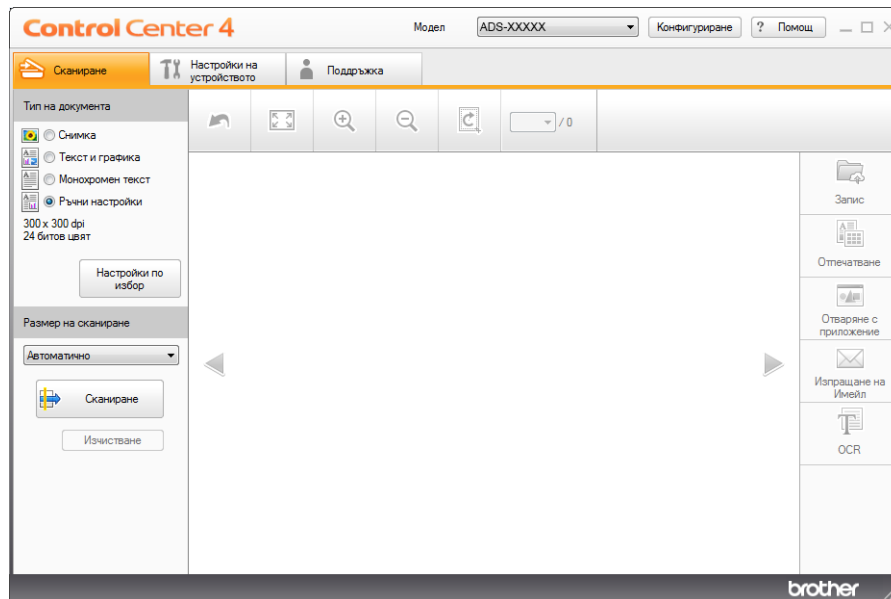 Control Center 4
Модел
ADS-XXXXX
Конфигуриране
? Помощ
Сканиране
Настройки на
устройството
Поддръжка
Тип на документа
/ 0
Снимка
Текст и графика
Монохромен текст
Ръчни настройки
300 x 300 dpi
24 битов цвят
Настройки по
избор
Размер на сканиране
Автоматично
Сканиране
Изчистване
Запис
Отпечатване
Отваряне с
приложение
Изпращане на
Имейл
OCR
brother